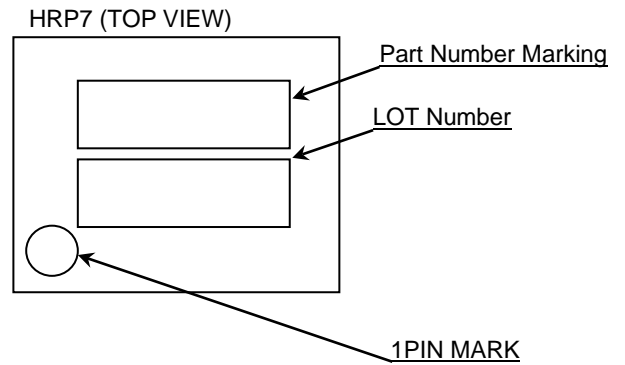 HRP7 (TOP VIEW)
Part Number Marking
LOT Number
1PIN MARK